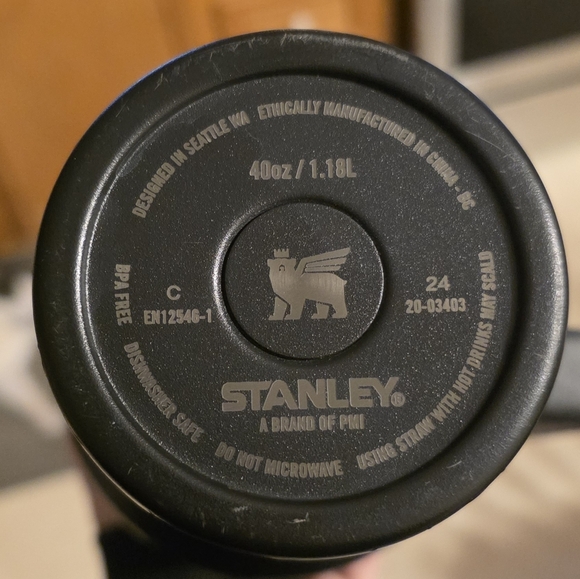 DESIGNED IN SEATTLE WA
ETHICALLY MANUFACTURED IN CHINA - DC
40oz / 1.18L
C
EN12546-1
24
20-03403
STANLEY®
A BRAND OF PMI
BPA FREE
DISHWASHER SAFE
DO NOT MICROWAVE
USING STRAW WITH HOT DRINKS MAY SCALD